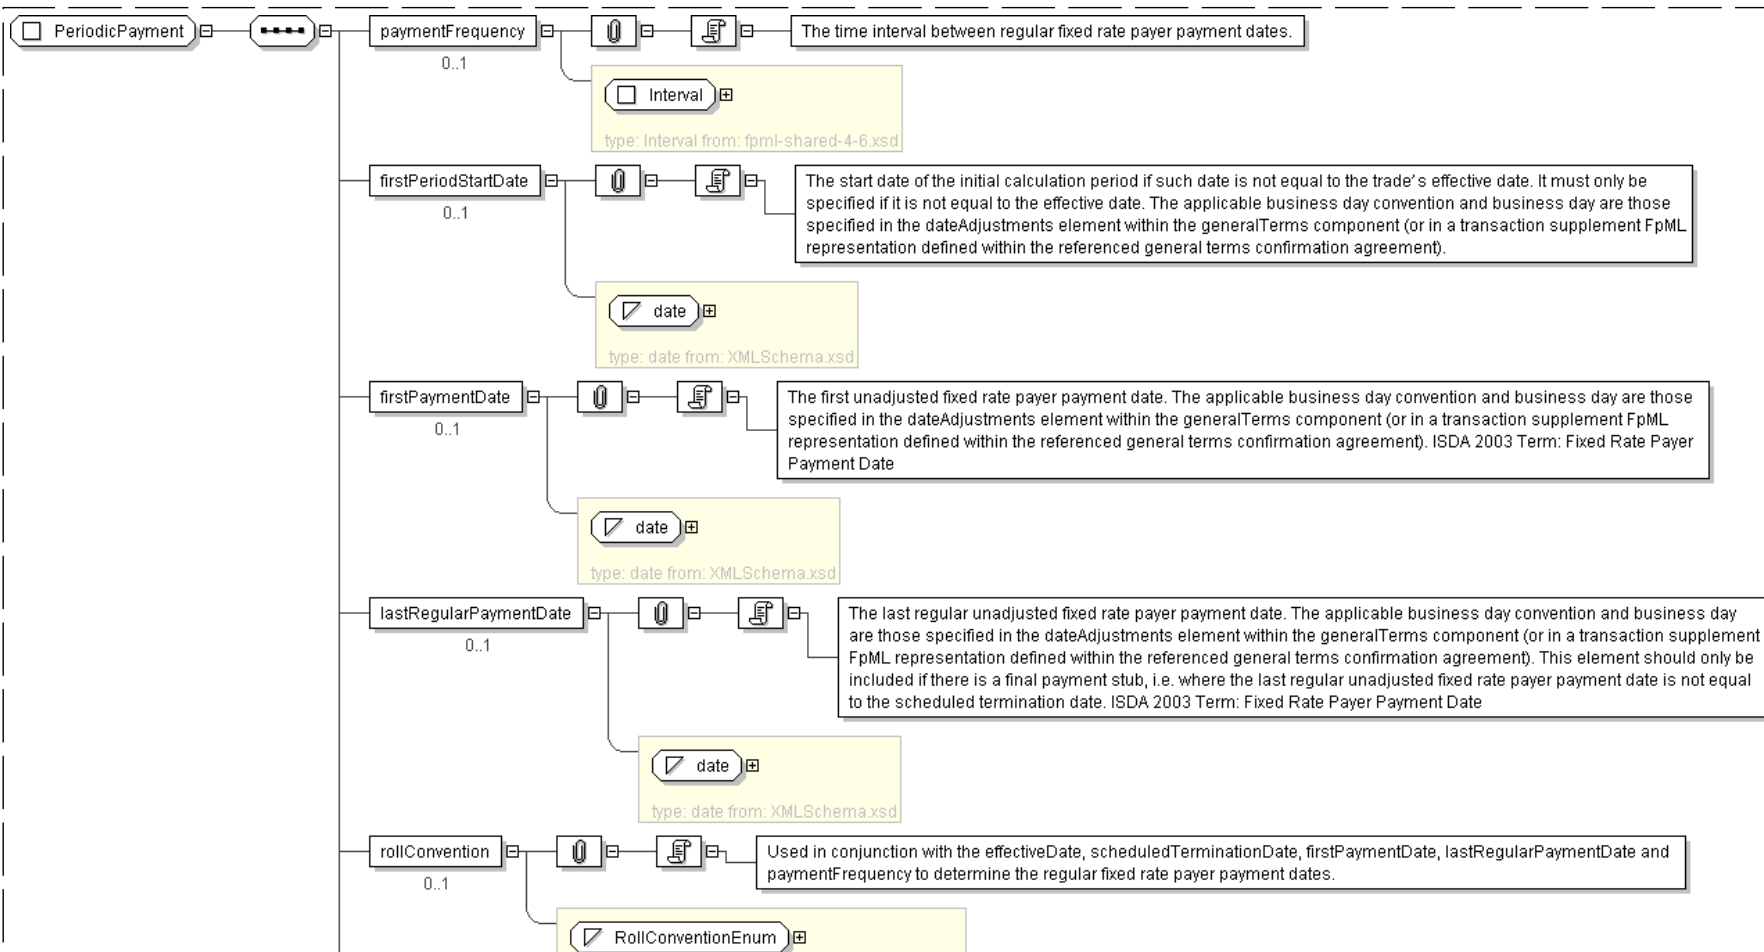 PeriodicPayment
paymentFrequency
0..1
The time interval between regular fixed rate payer payment dates.
Interval
type: Interval from: fpml-shared-4-6.xsd
firstPeriodStartDate
0..1
The start date of the initial calculation period if such date is not equal to the trade's effective date. It must only be
specified if it is not equal to the effective date. The applicable business day convention and business day are those
specified in the dateAdjustments element within the generalTerms component (or in a transaction supplement FpML
representation defined within the referenced general terms confirmation agreement).
date
type: date from: XMLSchema.xsd
firstPaymentDate
0..1
The first unadjusted fixed rate payer payment date. The applicable business day convention and business day are those
specified in the dateAdjustments element within the generalTerms component (or in a transaction supplement FpML
representation defined within the referenced general terms confirmation agreement). ISDA 2003 Term: Fixed Rate Payer
Payment Date
date
type: date from: XMLSchema.xsd
lastRegularPaymentDate
0..1
The last regular unadjusted fixed rate payer payment date. The applicable business day convention and business day
are those specified in the dateAdjustments element within the generalTerms component (or in a transaction supplement
FpML representation defined within the referenced general terms confirmation agreement). This element should only be
included if there is a final payment stub, i.e. where the last regular unadjusted fixed rate payer payment date is not equal
to the scheduled termination date. ISDA 2003 Term: Fixed Rate Payer Payment Date
date
type: date from: XMLSchema.xsd
rollConvention
0..1
Used in conjunction with the effectiveDate, scheduledTerminationDate, firstPaymentDate, lastRegularPaymentDate and
paymentFrequency to determine the regular fixed rate payer payment dates.
RollConventionEnum